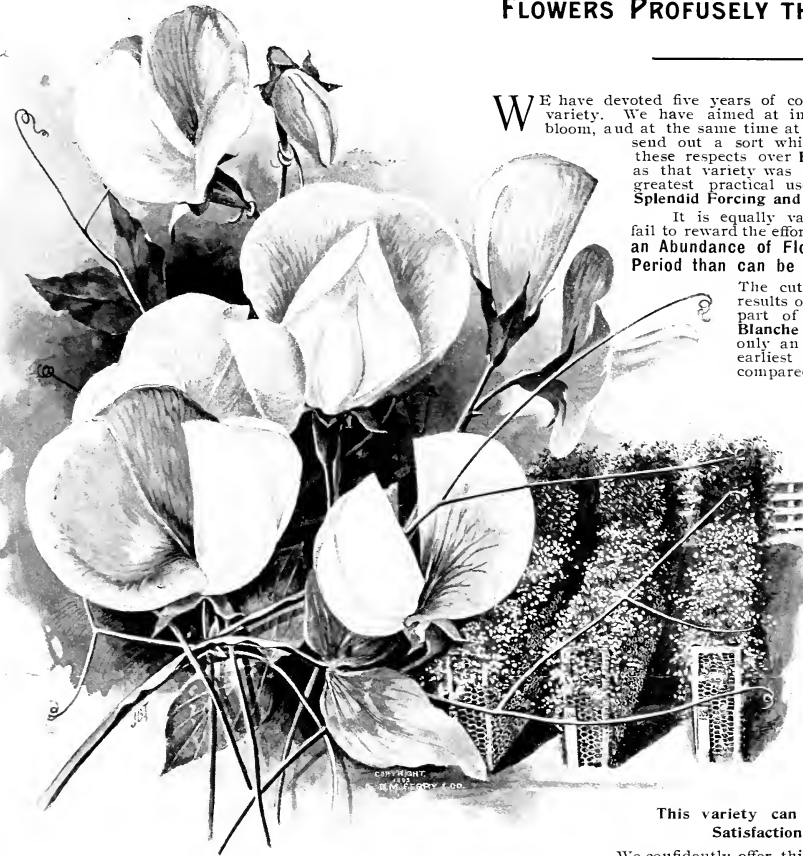 FLOWERS PROFUSELY TH
WE have devoted five years of co
variety. We have aimed at in
bloom, aud at the same time at
send out a sort whi
these respects over
as that variety was
greatest practical us
Splendid Forcing and
It is equally va
fail to reward the effor
an Abundance of Flo
Period than can be
The cut
results o
part of
Blanche
only an
earliest
compared
COPYRIGHT
D.M. FERRY & CO.
This variety can
Satisfaction
We confidently offer thi